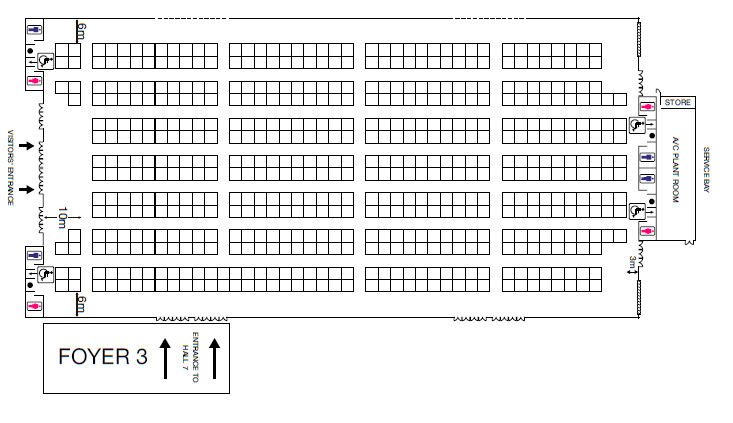 6m
STORE
VISITORS' ENTRANCE
A/C PLANT ROOM
SERVICE BAY
10m
3m
6m
FOYER 3
ENTRANCE TO
HALL 7